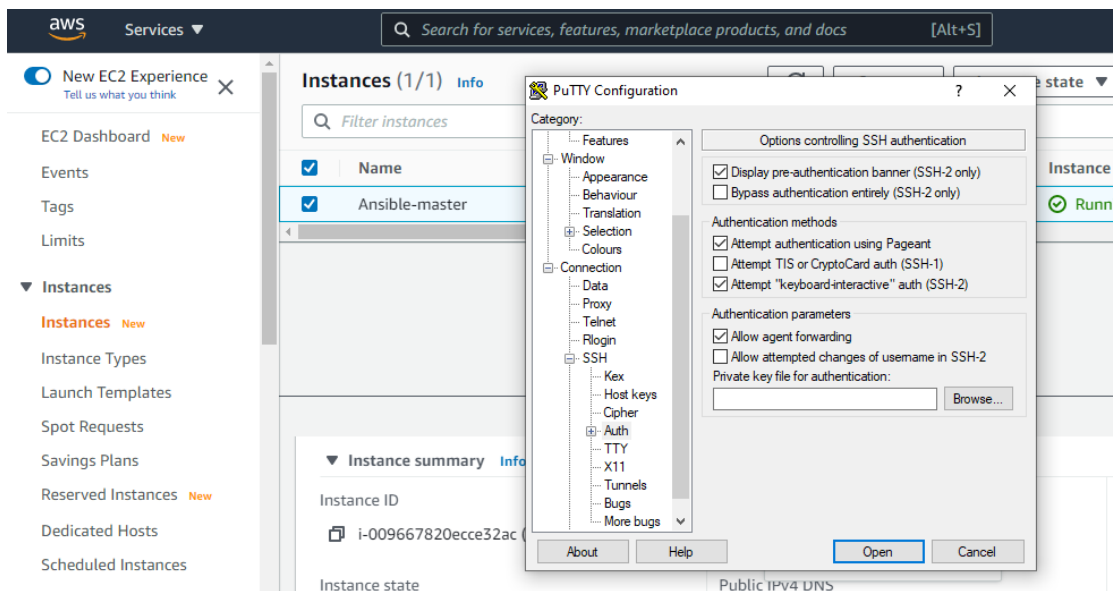 aws
Services ▼
Search for services, features, marketplace products, and docs
[Alt+S]
New EC2 Experience
Tell us what you think
EC2 Dashboard New
Events
Tags
Limits
Instances
Instances New
Instance Types
Launch Templates
Spot Requests
Savings Plans
Reserved Instances New
Dedicated Hosts
Scheduled Instances
Instances (1/1) Info
Filter instances
Name
Ansible-master
Instance summary Info
Instance ID
i-009667820ecce32ac (
Instance state
Public IPv4 DNS
e state ▼
Instance
Runn
PuTTY Configuration
?
Category:
Features
Window
Appearance
Behaviour
Translation
Selection
Colours
Connection
Data
Proxy
Telnet
Rlogin
SSH
Kex
Host keys
Cipher
Auth
TTY
X11
Tunnels
Bugs
More bugs
Options controlling SSH authentication
Display pre-authentication banner (SSH-2 only)
Bypass authentication entirely (SSH-2 only)
Authentication methods
Attempt authentication using Pageant
Attempt TIS or CryptoCard auth (SSH-1)
Attempt "keyboard-interactive" auth (SSH-2)
Authentication parameters
Allow agent forwarding
Allow attempted changes of username in SSH-2
Private key file for authentication:
Browse...
About
Help
Open
Cancel